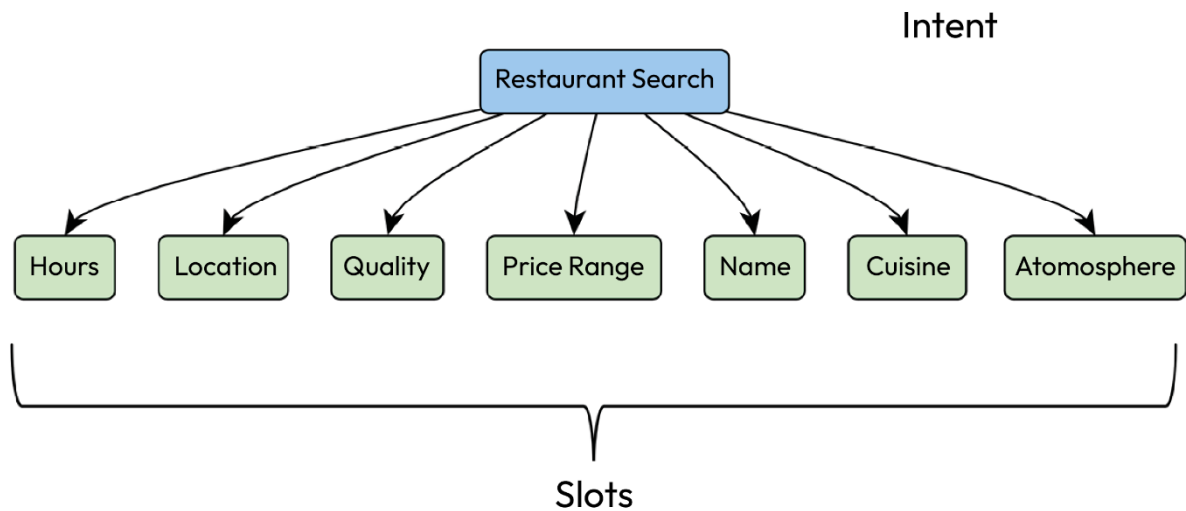 Intent
Restaurant Search
Hours
Location
Quality
Price Range
Name
Cuisine
Atomosphere
Slots